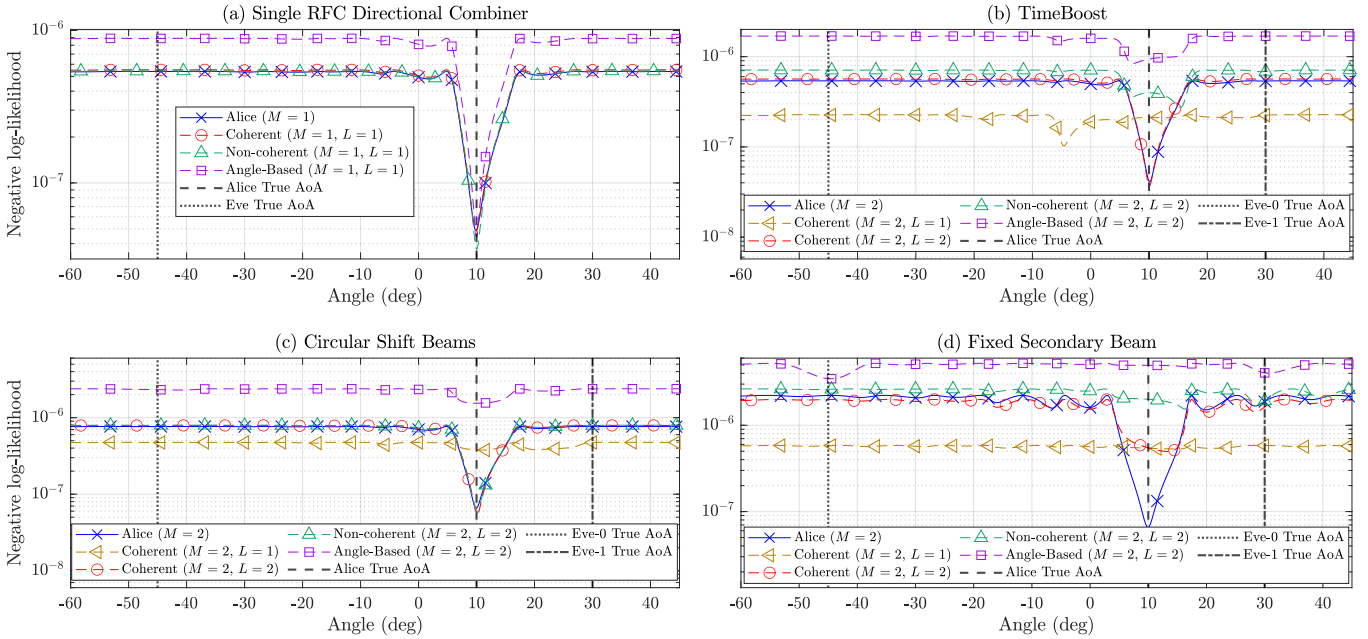 (a) Single RFC Directional Combiner
Negative log-likelihood
10^{-6}
10^{-7}
Alice (M = 1)
Coherent (M = 1, L = 1)
Non-coherent (M = 1, L = 1)
Angle-Based (M = 1, L = 1)
Alice True AoA
Eve True AoA
-60 -50 -40 -30 -20 -10 0 10 20 30 40
Angle (deg)
(b) TimeBoost
10^{-6}
10^{-7}
10^{-8}
Alice (M = 2)
Coherent (M = 2, L = 1)
Coherent (M = 2, L = 2)
Non-coherent (M = 2, L = 2)
Angle-Based (M = 2, L = 2)
Alice True AoA
Eve-0 True AoA
Eve-1 True AoA
-60 -50 -40 -30 -20 -10 0 10 20 30 40
Angle (deg)
(c) Circular Shift Beams
Negative log-likelihood
10^{-6}
10^{-7}
10^{-8}
Alice (M = 2)
Coherent (M = 2, L = 1)
Coherent (M = 2, L = 2)
Non-coherent (M = 2, L = 2)
Angle-Based (M = 2, L = 2)
Alice True AoA
Eve-0 True AoA
Eve-1 True AoA
-60 -50 -40 -30 -20 -10 0 10 20 30 40
Angle (deg)
(d) Fixed Secondary Beam
10^{-6}
10^{-7}
Alice (M = 2)
Coherent (M = 2, L = 1)
Coherent (M = 2, L = 2)
Non-coherent (M = 2, L = 2)
Angle-Based (M = 2, L = 2)
Alice True AoA
Eve-0 True AoA
Eve-1 True AoA
-60 -50 -40 -30 -20 -10 0 10 20 30 40
Angle (deg)